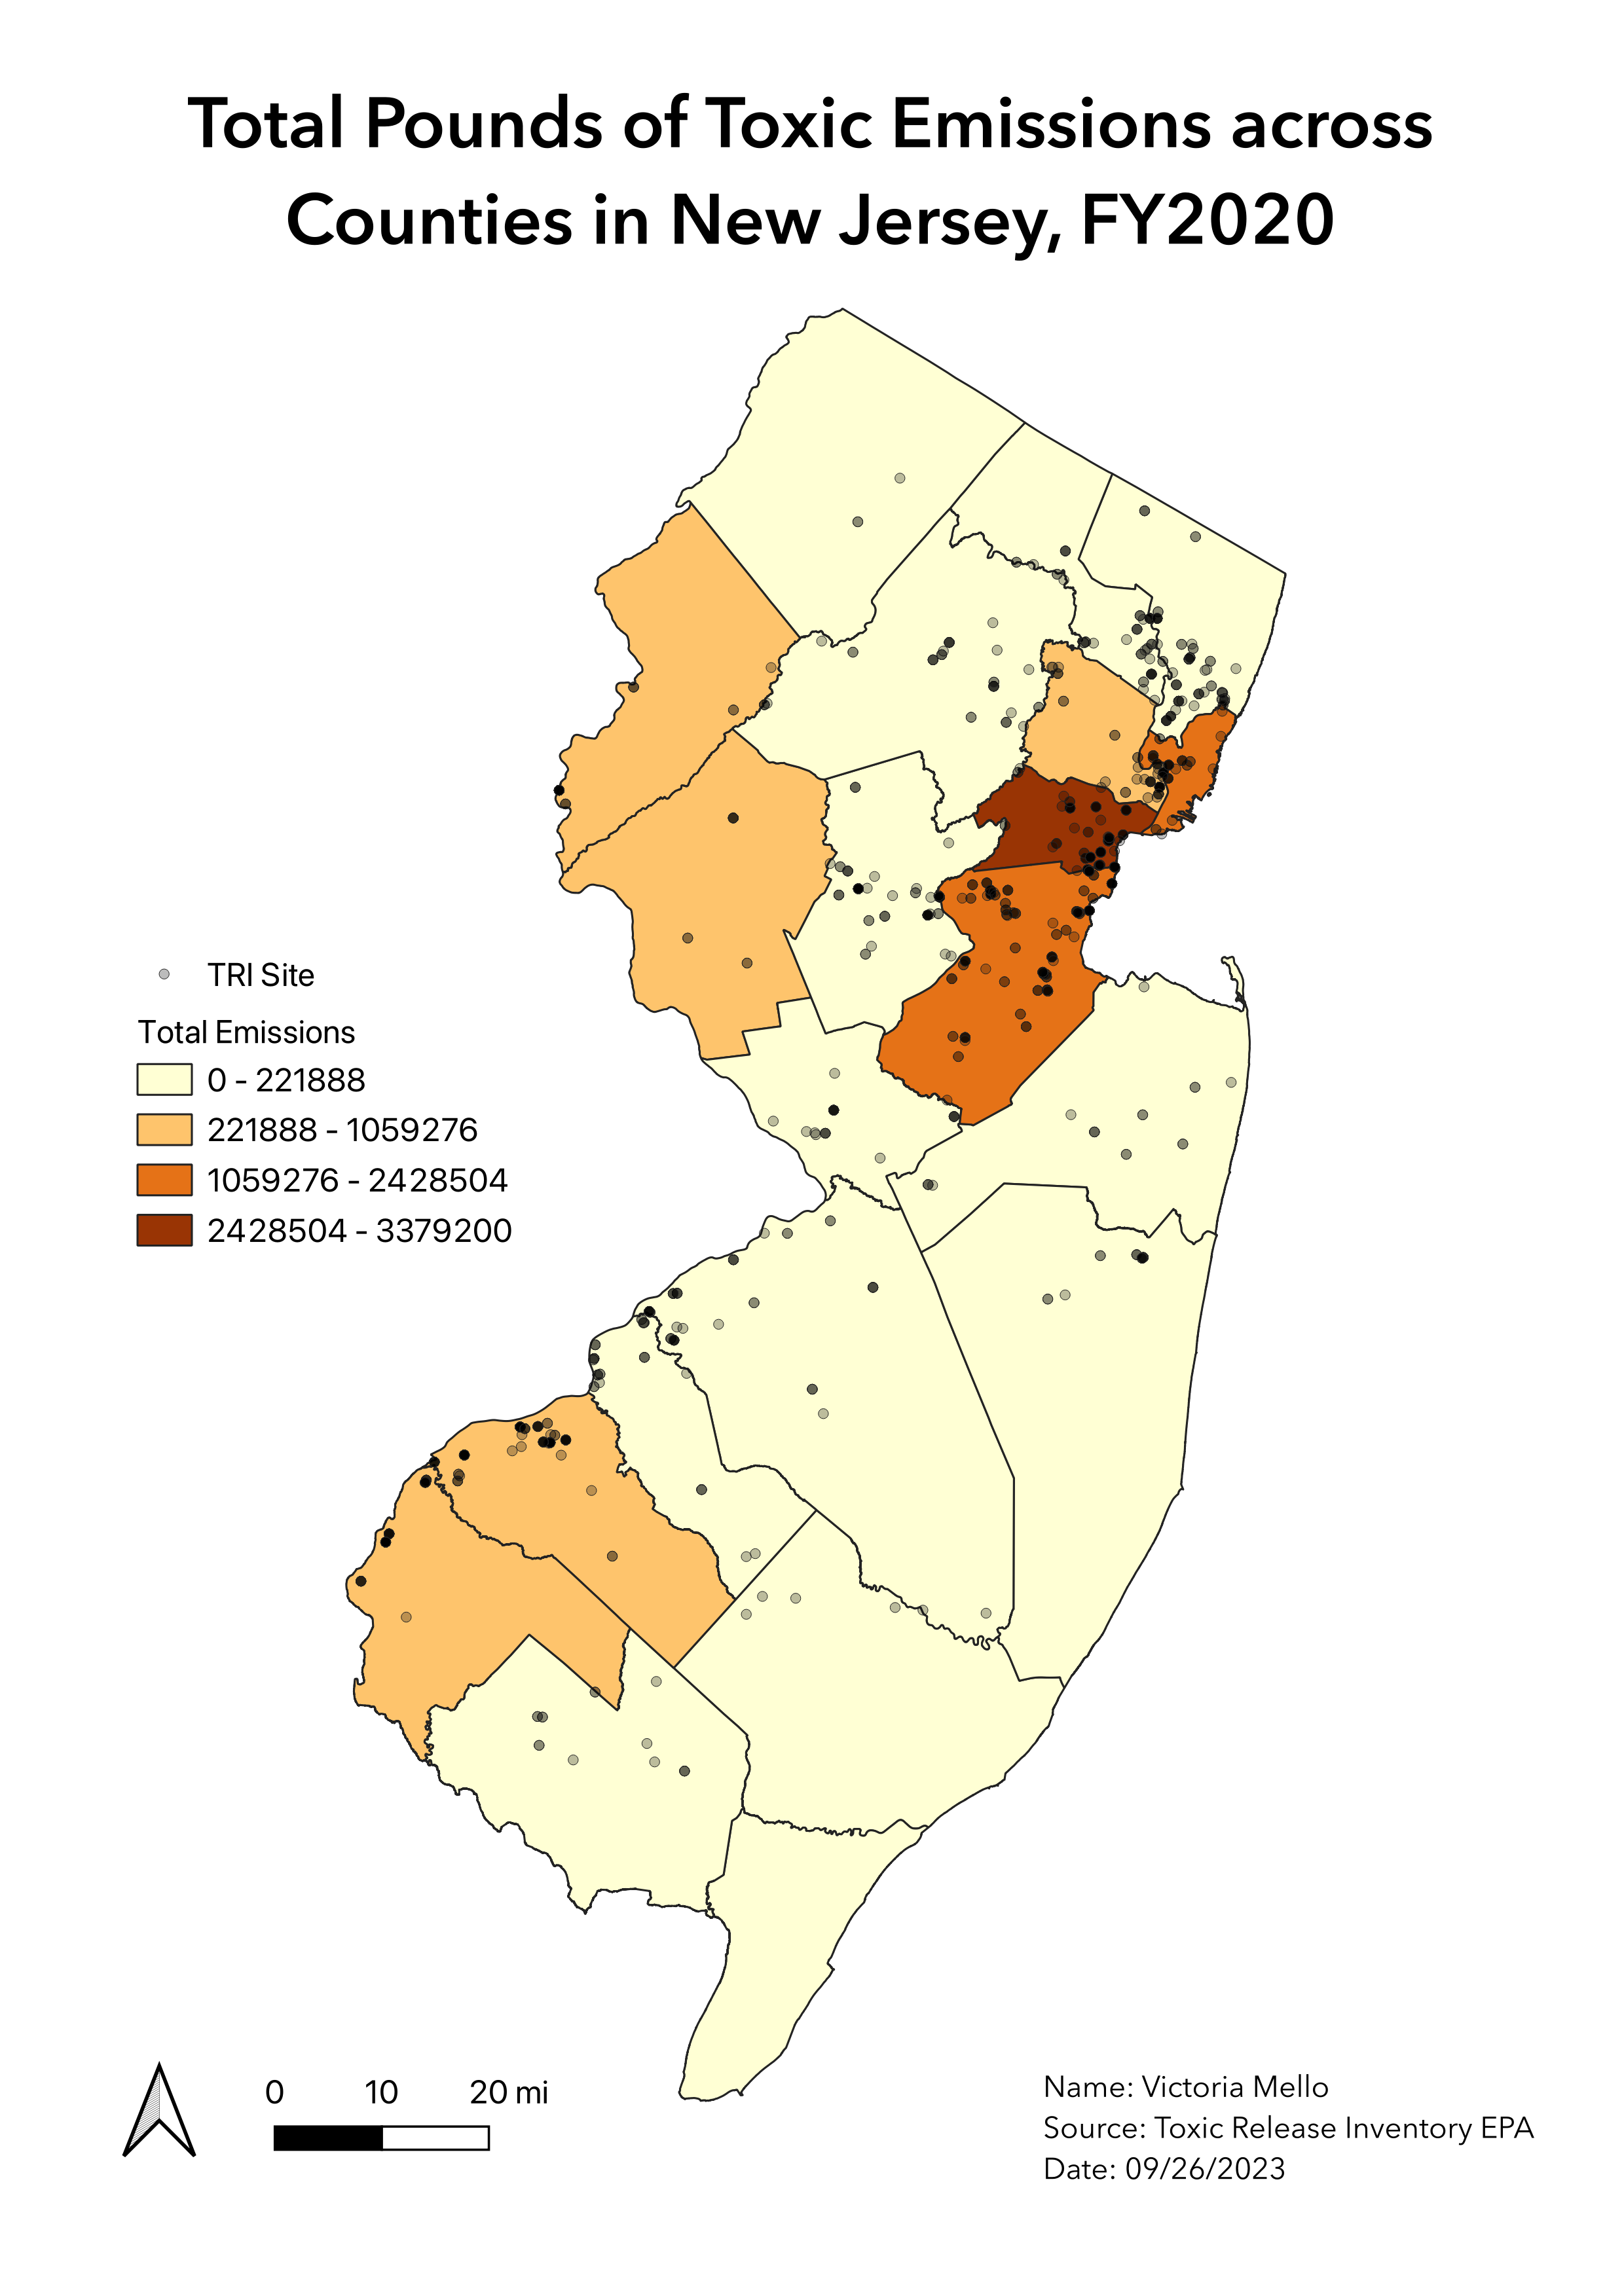 Total Pounds of Toxic Emissions across
Counties in New Jersey, FY2020
TRI Site
Total Emissions
0 - 221888
221888 - 1059276
1059276 - 2428504
2428504 - 3379200
0 10 20 mi
Name: Victoria Mello
Source: Toxic Release Inventory EPA
Date: 09/26/2023